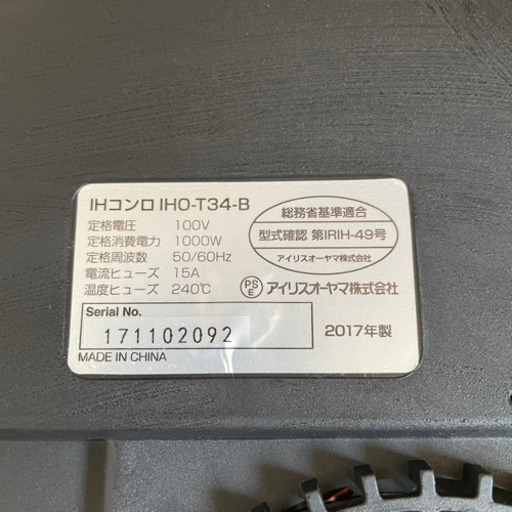 IHコンロ IHO-T34-B
定格電圧 100V
定格消費電力 1000W
定格周波数 50/60Hz
電流ヒューズ 15A
温度ヒューズ 240℃
総務省基準適合
型式確認 第IRIH-49号
アイリスオーヤマ株式会社
PS E アイリスオーヤマ株式会社
Serial No.
171102092
2017年製
MADE IN CHINA